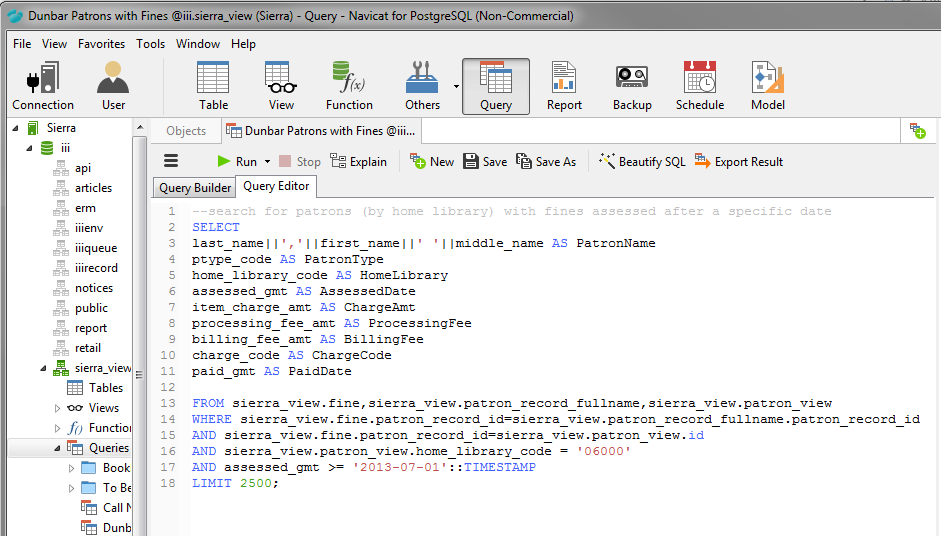 Dunbar Patrons with Fines @iii.sierra_view (Sierra) - Query - Navicat for PostgreSQL (Non-Commercial)
File View Favorites Tools Window Help
Connection User Table View Function Others Query Report Backup Schedule Model
Sierra
iii
api
articles
erm
iiienv
iiiqueue
iiirecord
notices
public
report
retail
sierra_view
Tables
Views
Function
Queries
Book
To Be
Call N
Dunb
Objects Dunbar Patrons with Fines @iii...
Run Stop Explain New Save Save As Beautify SQL Export Result
Query Builder Query Editor
1 --search for patrons (by home library) with fines assessed after a specific date
2 SELECT
3 last_name||','||first_name||' '||middle_name AS PatronName
4 ptype_code AS PatronType
5 home_library_code AS HomeLibrary
6 assessed_gmt AS AssessedDate
7 item_charge_amt AS ChargeAmt
8 processing_fee_amt AS ProcessingFee
9 billing_fee_amt AS BillingFee
10 charge_code AS ChargeCode
11 paid_gmt AS PaidDate
12
13 FROM sierra_view.fine,sierra_view.patron_record_fullname,sierra_view.patron_view
14 WHERE sierra_view.fine.patron_record_id=sierra_view.patron_record_fullname.patron_record_id
15 AND sierra_view.fine.patron_record_id=sierra_view.patron_view.id
16 AND sierra_view.patron_view.home_library_code = '06000'
17 AND assessed_gmt >= '2013-07-01'::TIMESTAMP
18 LIMIT 2500;